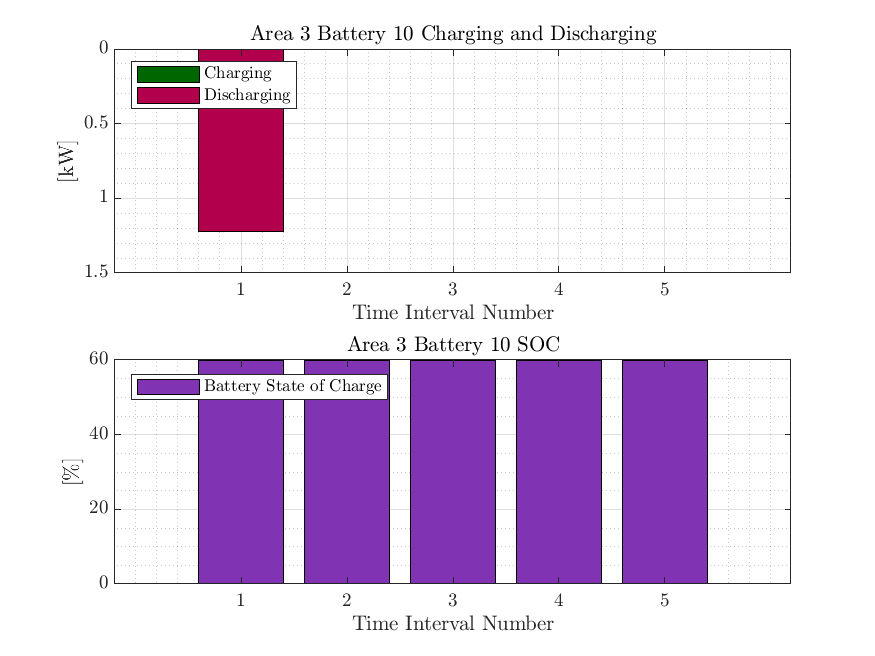 Area 3 Battery 10 Charging and Discharging
0
Charging
Discharging
0.5
[kW]
1
1.5
1 2 3 4 5
Time Interval Number
Area 3 Battery 10 SOC
60
Battery State of Charge
40
[%]
20
0
1 2 3 4 5
Time Interval Number